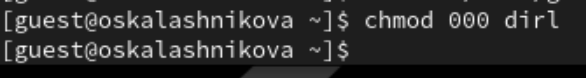 [guest@oskalashnikova ~]$ chmod 000 dirl
[guest@oskalashnikova ~]$